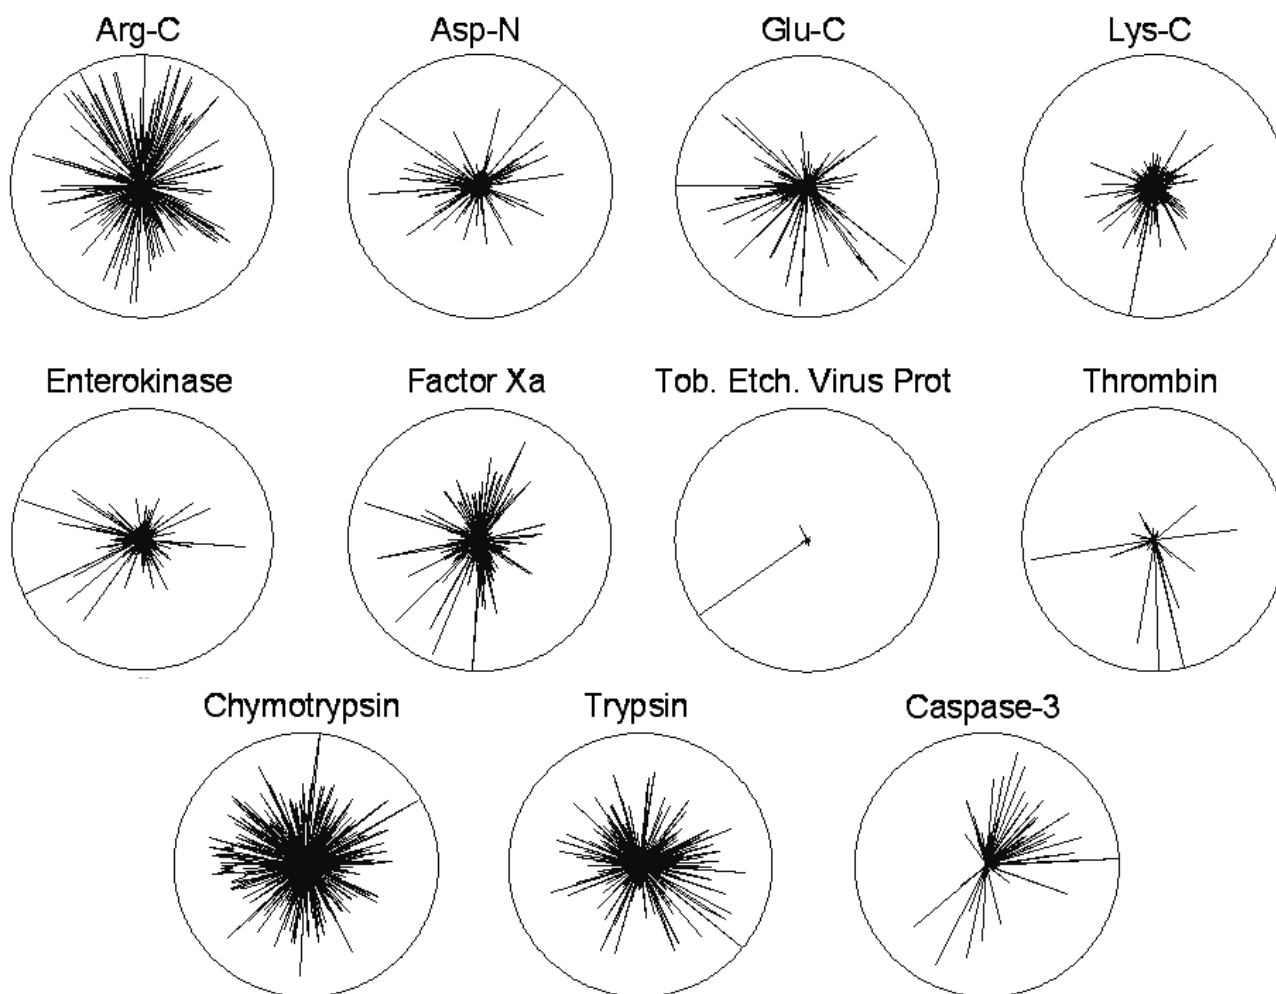 Arg-C Asp-N Glu-C Lys-C
Enterokinase Factor Xa Tob. Etch. Virus Prot Thrombin
Chymotrypsin Trypsin Caspase-3